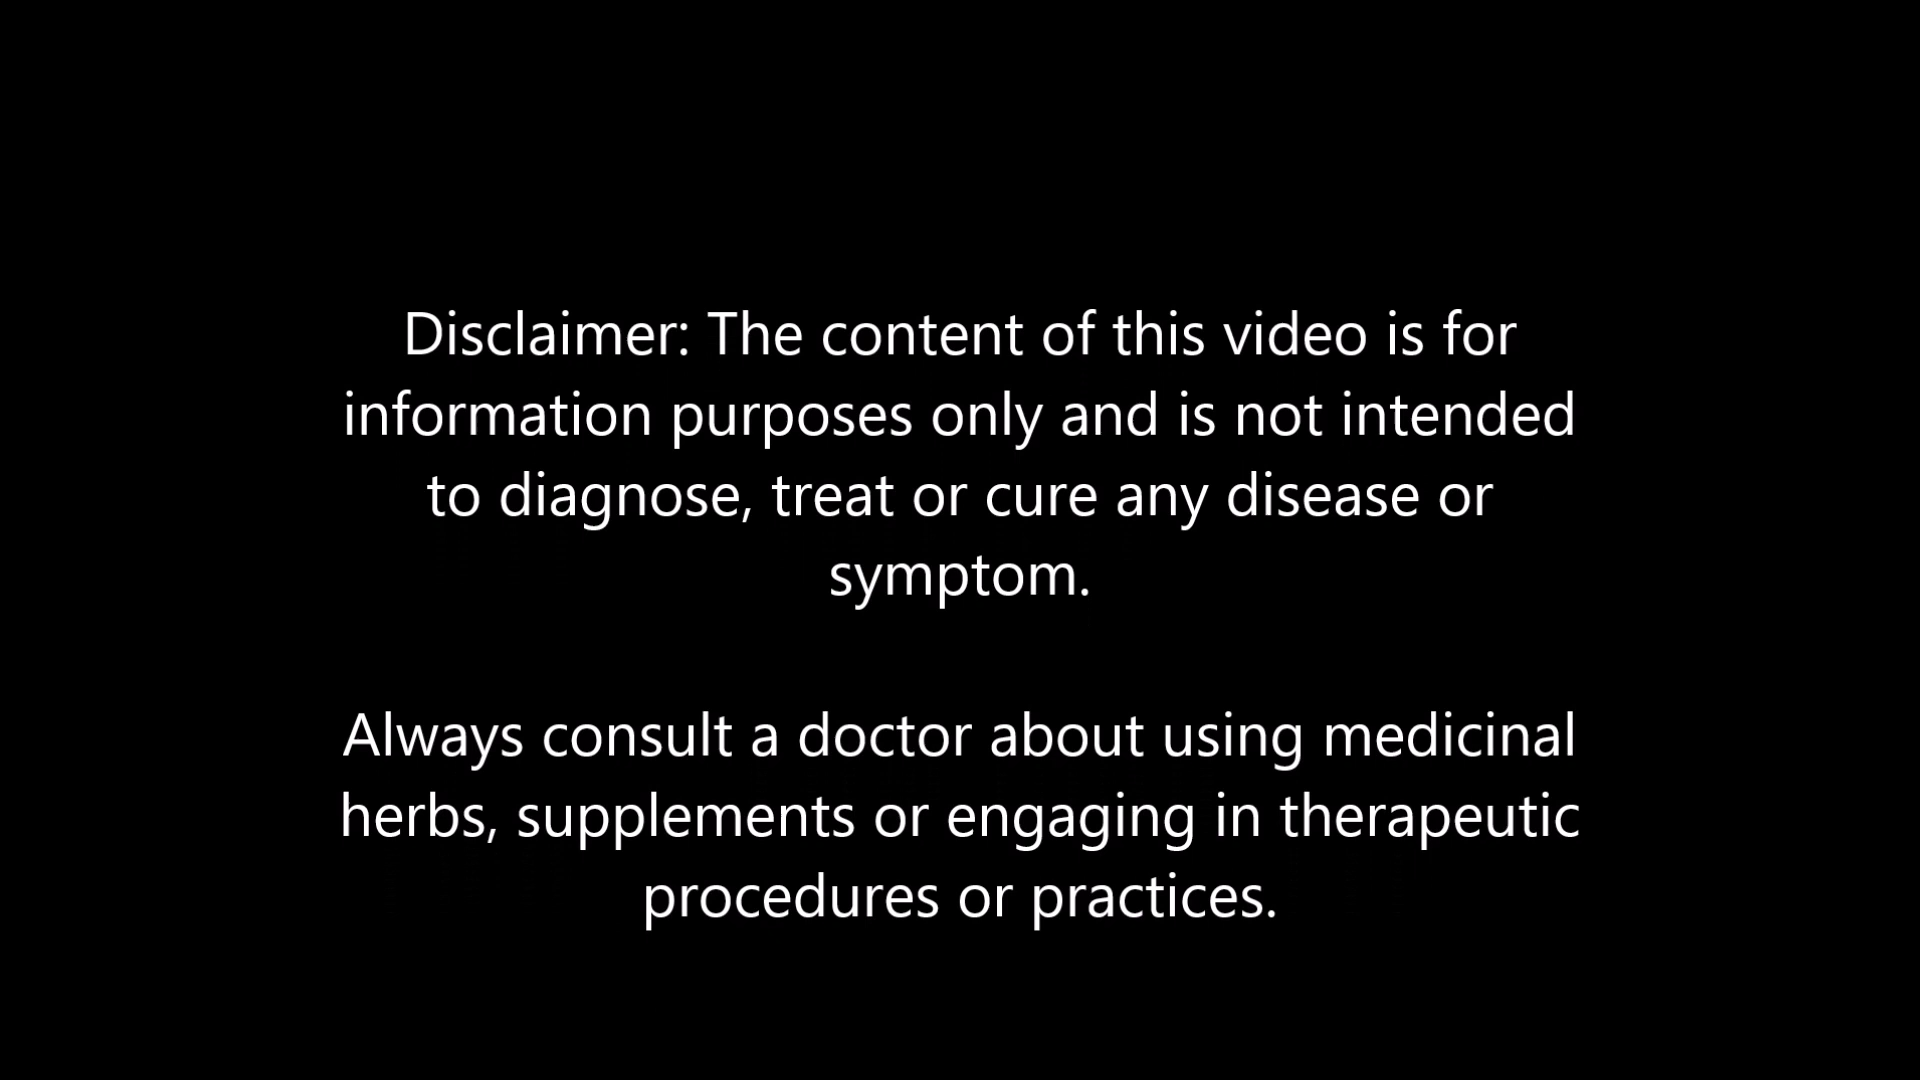 Disclaimer: The content of this video is for
information purposes only and is not intended
to diagnose, treat or cure any disease or
symptom.
Always consult a doctor about using medicinal
herbs, supplements or engaging in therapeutic
procedures or practices.